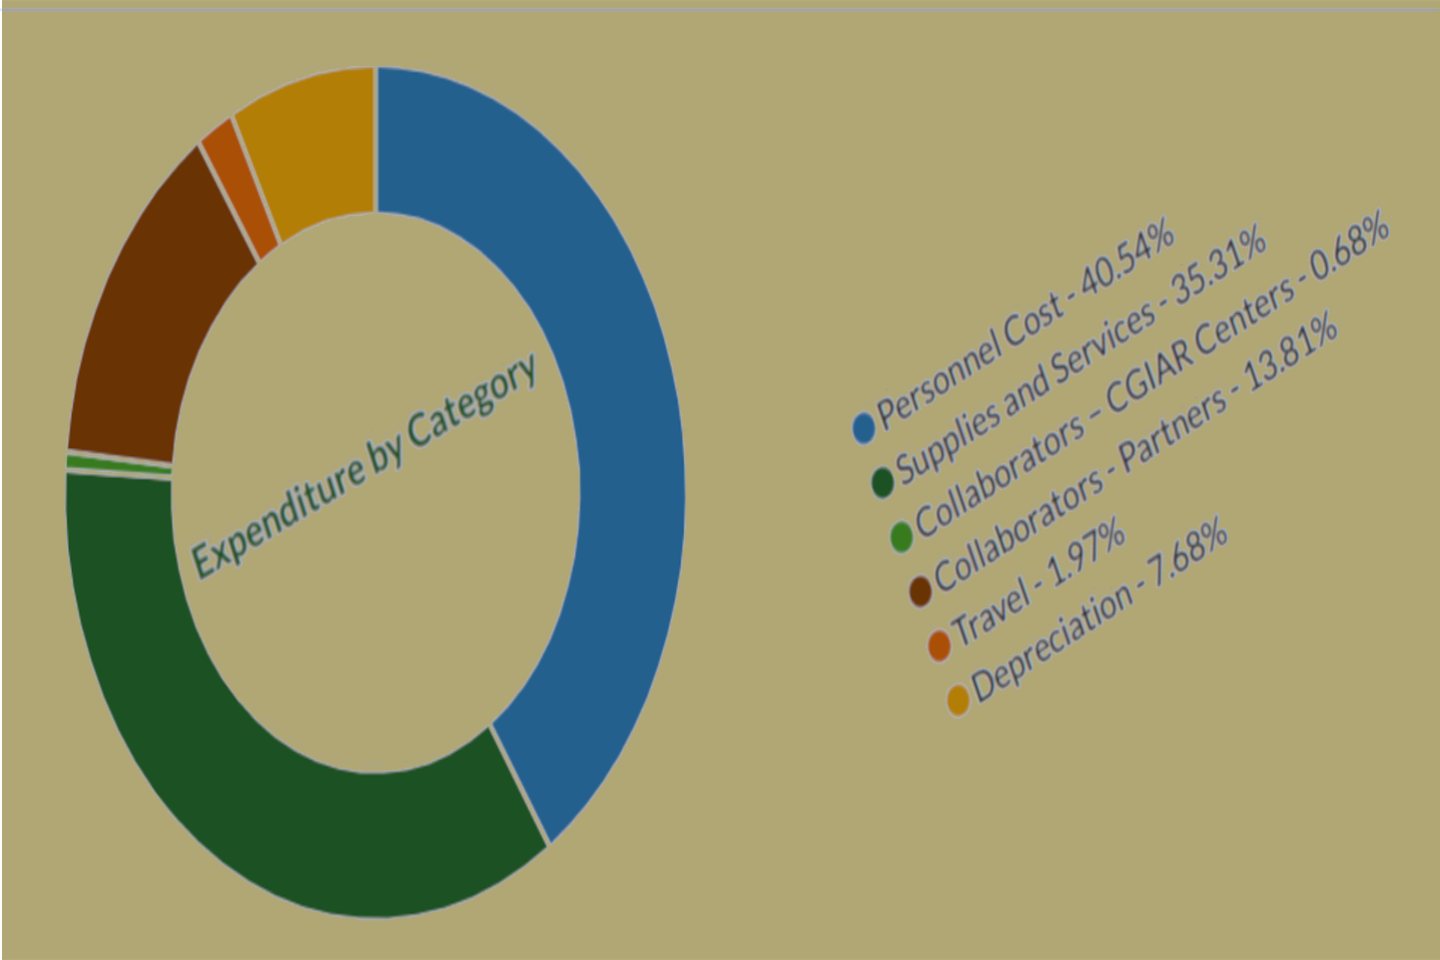 Expenditure by Category
Personnel Cost - 40.54%
Supplies and Services - 35.31%
Collaborators – CGIAR Centers - 0.68%
Collaborators - Partners - 13.81%
Travel - 1.97%
Depreciation - 7.68%